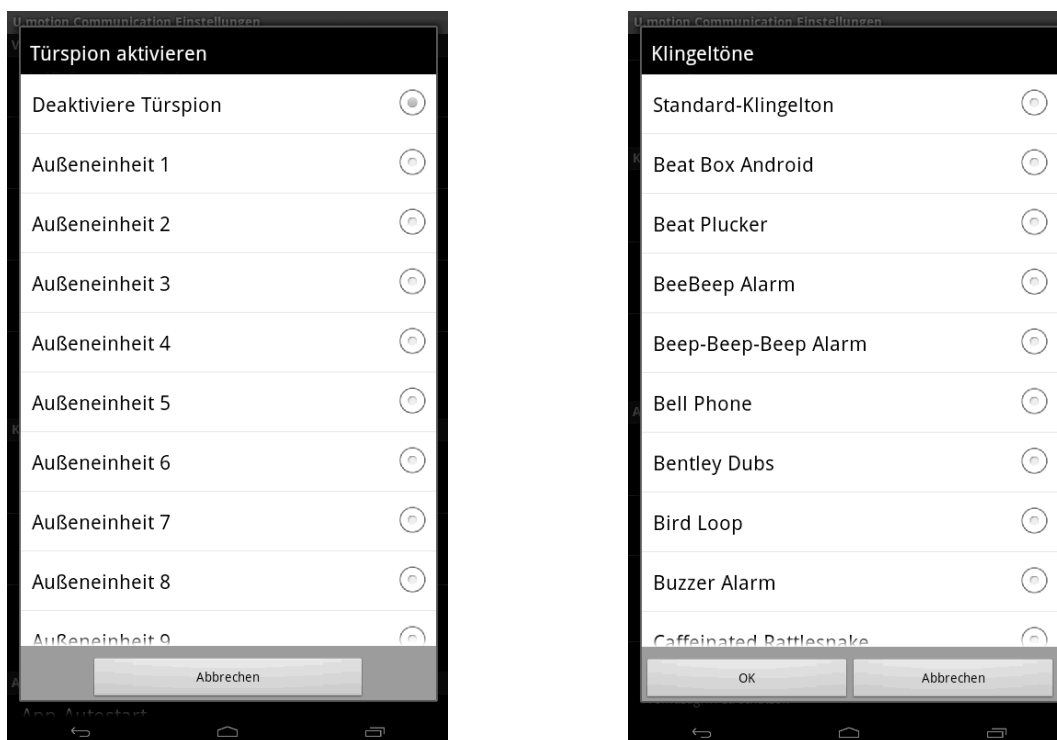 U.motion Communication Einstellungen
Türspion aktivieren
Deaktiviere Türspion
Außeneinheit 1
Außeneinheit 2
Außeneinheit 3
Außeneinheit 4
Außeneinheit 5
Außeneinheit 6
Außeneinheit 7
Außeneinheit 8
Außeneinheit 9
Abbrechen
App Autostart
U.motion Communication Einstellungen
Klingeltöne
Standard-Klingelton
Beat Box Android
Beat Plucker
BeeBeep Alarm
Beep-Beep-Beep Alarm
Bell Phone
Bentley Dubs
Bird Loop
Buzzer Alarm
Caffeinated Rattlesnake
OK
Abbrechen